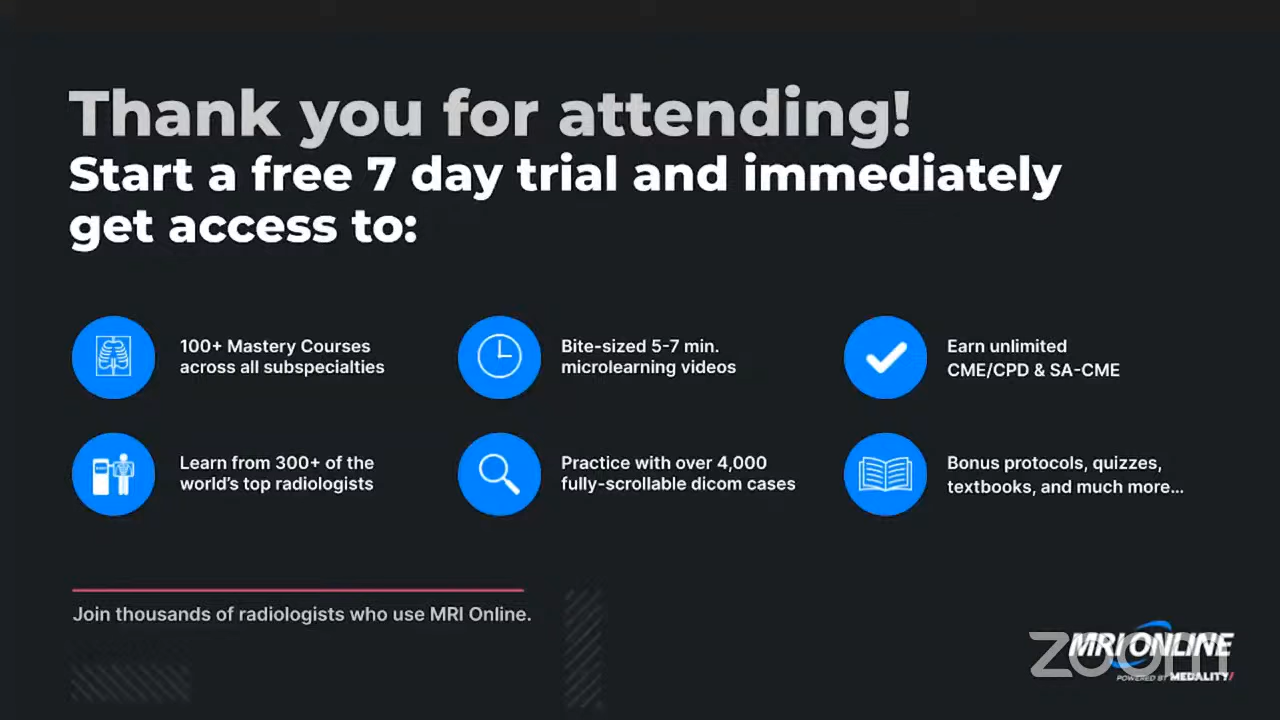 Thank you for attending!
Start a free 7 day trial and immediately
get access to:
100+ Mastery Courses
across all subspecialties
Bite-sized 5-7 min.
microlearning videos
Earn unlimited
CME/CPD & SA-CME
Learn from 300+ of the
world's top radiologists
Practice with over 4,000
fully-scrollable dicom cases
Bonus protocols, quizzes,
textbooks, and much more...
Join thousands of radiologists who use MRI Online.
MRI ONLINE
zoom
POWERED BY MEDALITY